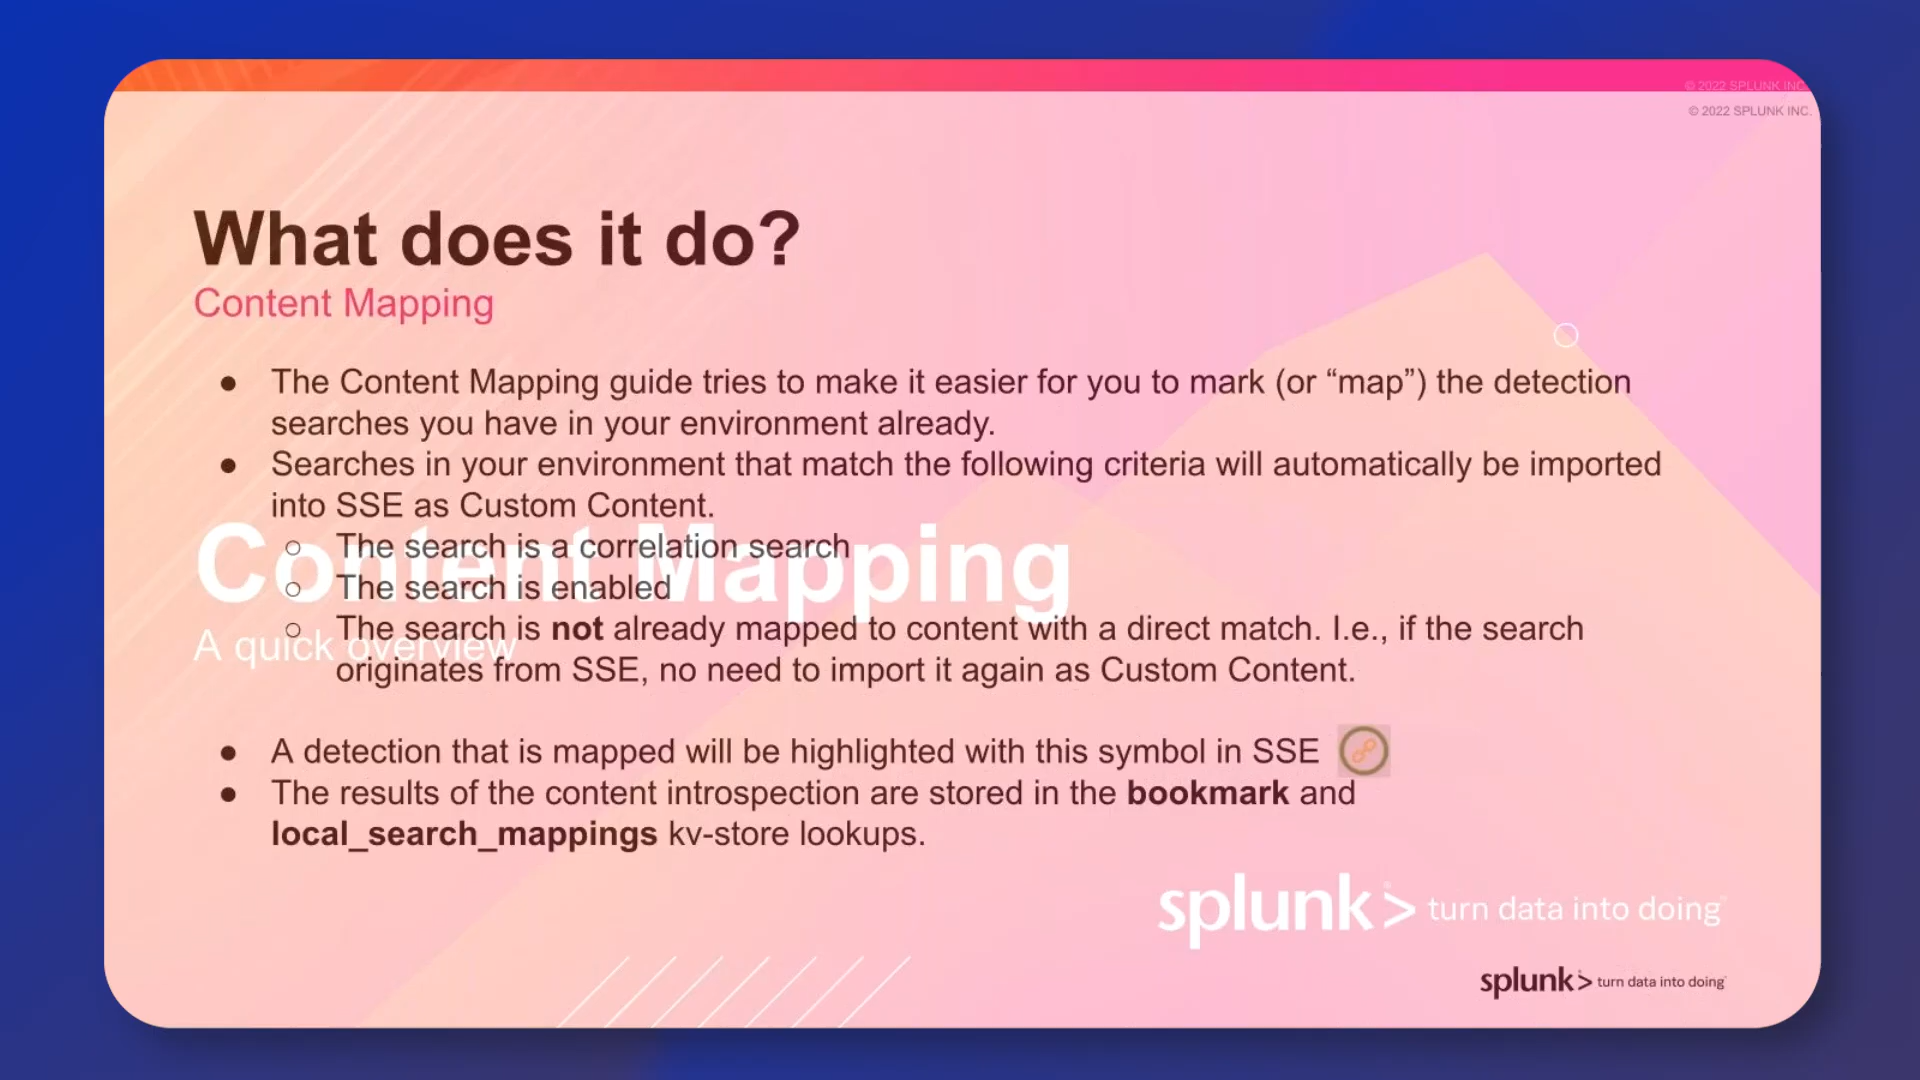 © 2022 SPLUNK INC.
© 2022 SPLUNK INC.
What does it do?
Content Mapping
● The Content Mapping guide tries to make it easier for you to mark (or “map”) the detection
searches you have in your environment already.
● Searches in your environment that match the following criteria will automatically be imported
into SSE as Custom Content.
○ The search is a correlation search
Content Mapping
○ The search is enabled
○ The search is not already mapped to content with a direct match. I.e., if the search
A quick overview
originates from SSE, no need to import it again as Custom Content.
● A detection that is mapped will be highlighted with this symbol in SSE
● The results of the content introspection are stored in the bookmark and
local_search_mappings kv-store lookups.
splunk> turn data into doing
splunk> turn data into doing